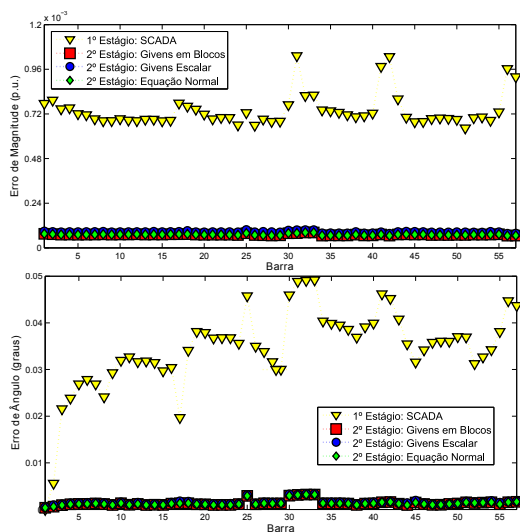 1.2 x 10⁻³
0.96
0.72
0.48
0.24
0
Erro de Magnitude (p.u.)
1º Estágio: SCADA
2º Estágio: Givens em Blocos
2º Estágio: Givens Escalar
2º Estágio: Equação Normal
5 10 15 20 25 30 35 40 45 50 55
Barra
0.05
0.04
0.03
0.02
0.01
0
Erro de Ângulo (graus)
1º Estágio: SCADA
2º Estágio: Givens em Blocos
2º Estágio: Givens Escalar
2º Estágio: Equação Normal
5 10 15 20 25 30 35 40 45 50 55
Barra